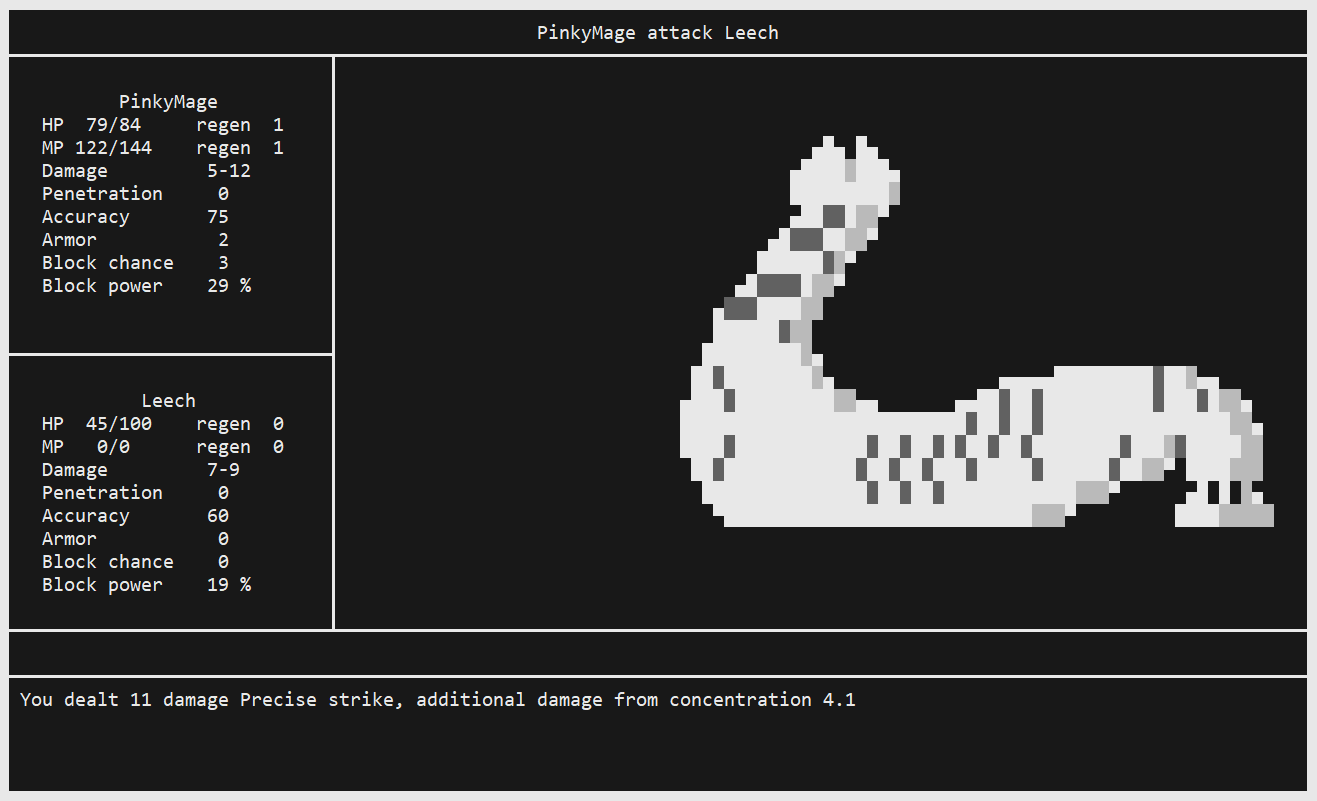 PinkyMage attack Leech
PinkyMage
HP 79/84 regen 1
MP 122/144 regen 1
Damage 5-12
Penetration 0
Accuracy 75
Armor 2
Block chance 3
Block power 29 %
Leech
HP 45/100 regen 0
MP 0/0 regen 0
Damage 7-9
Penetration 0
Accuracy 60
Armor 0
Block chance 0
Block power 19 %
You dealt 11 damage Precise strike, additional damage from concentration 4.1